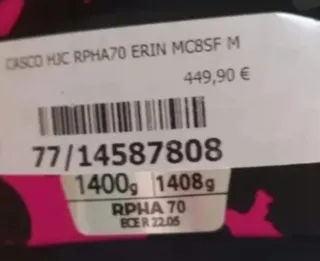 CASCO HJC RPHA70 ERIN MC8SF M
449,90 €
77/14587808
1400g 1408g
RPHA 70
ECE R 22.05